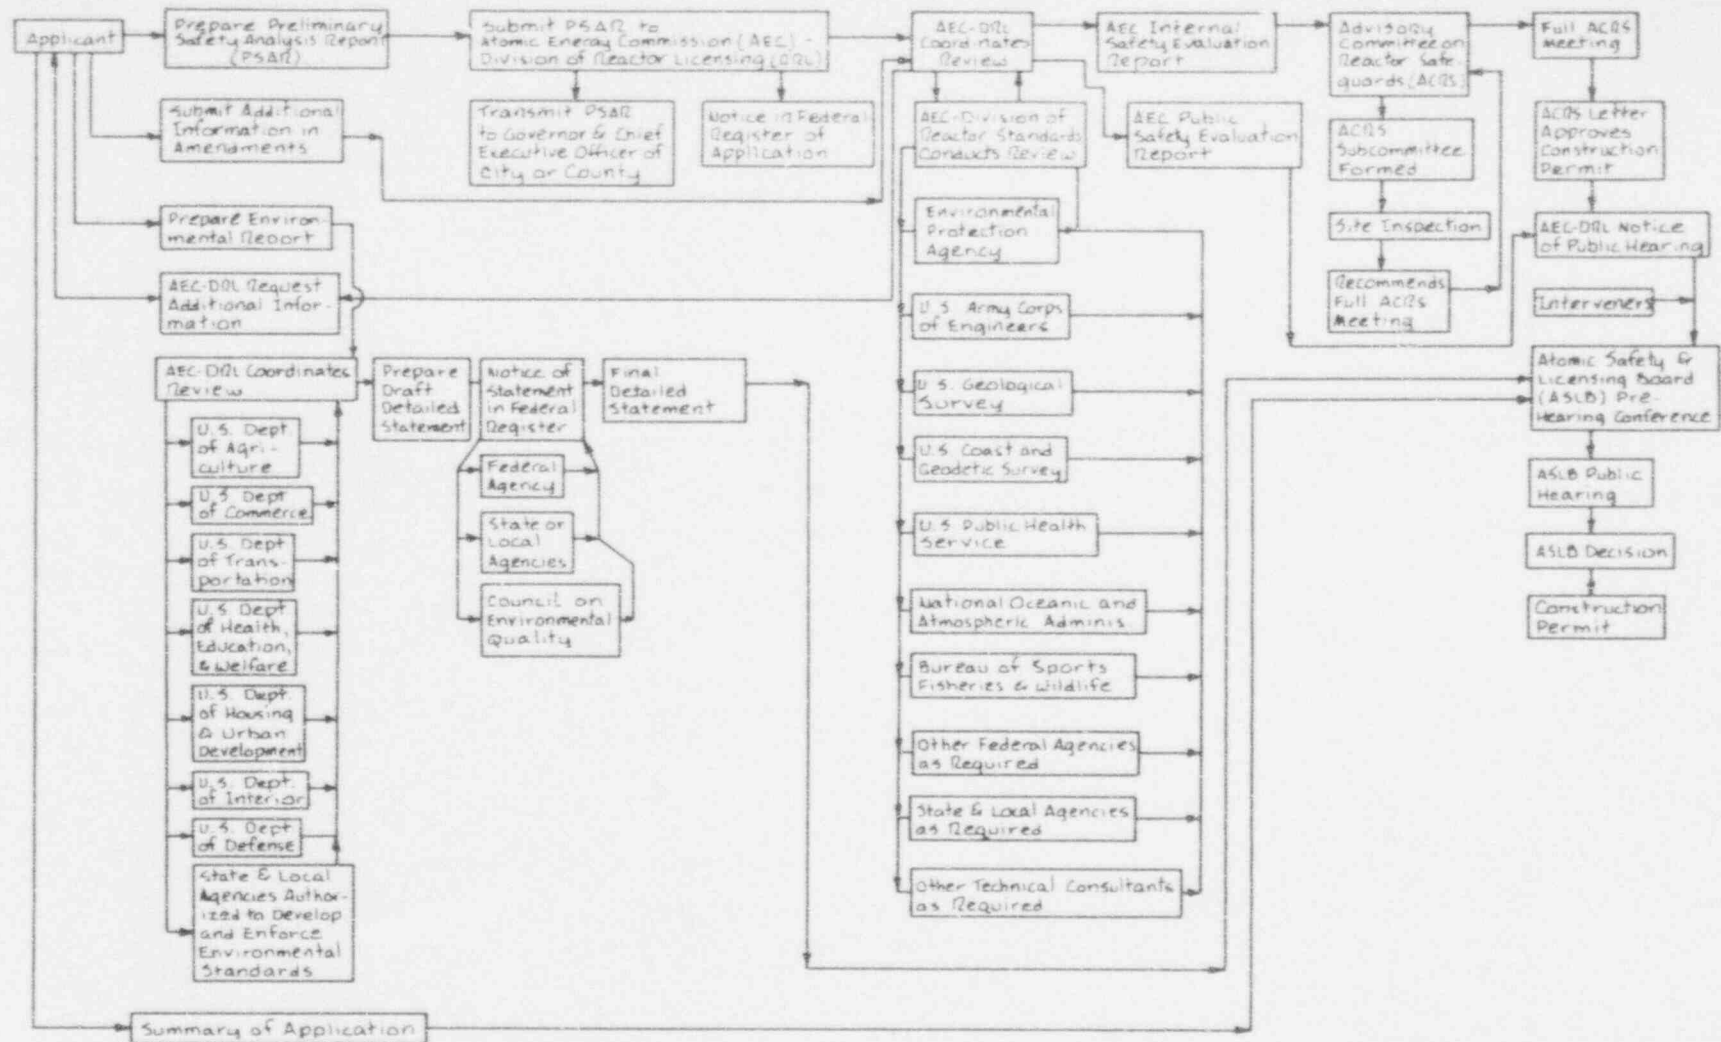 Applicant
Prepare Preliminary
Safety Analysis Report
(PSAR)
Submit PSAR to
Atomic Energy Commission (AEC) -
Division of Reactor Licensing (DRL)
AEC-DRL
Coordinates
Review
AEC Internal
Safety Evaluation
Report
Advisory
Committee on
Reactor Safe-
guards (ACRS)
Full ACRS
Meeting
Submit Additional
Information in
Amendments
Transmit PSAR
to Governor & Chief
Executive Officer of
City or County
Notice in Federal
Register of
Application
AEC-Division of
Reactor Standards
Conducts Review
AEC Public
Safety Evaluation
Report
ACRS
Subcommittee
Formed
ACRS Letter
Approves
Construction
Permit
Prepare Environ-
mental Report
Environmental
Protection
Agency
Site Inspection
AEC-DRL Notice
of Public Hearing
AEC-DRL Request
Additional Infor-
mation
U.S. Army Corps
of Engineers
Recommends
Full ACRS
Meeting
Interveners
AEC-DRL Coordinates
Review
Prepare
Draft
Detailed
Statement
Notice of
Statement
in Federal
Register
Final
Detailed
Statement
U.S. Geological
Survey
Atomic Safety &
Licensing Board
(ASLB) Pre-
Hearing Conference
U.S. Dept.
of Agri-
culture
Federal
Agency
U.S. Coast and
Geodetic Survey
ASLB Public
Hearing
U.S. Dept
of Commerce
State or
Local
Agencies
U.S. Public Health
Service
U.S. Dept
of Trans-
portation
ASLB Decision
U.S. Dept
of Health,
Education,
& Welfare
Council on
Environmental
Quality
National Oceanic and
Atmospheric Adminis
Construction
Permit
U.S. Dept.
of Housing
& Urban
Development
Bureau of Sports
Fisheries & Wildlife
Other Federal Agencies
as Required
U.S. Dept.
of Interior
State & Local Agencies
as Required
U.S. Dept
of Defense
State & Local
Agencies Author-
ized to Develop
and Enforce
Environmental
Standards
Other Technical Consultants
as Required
Summary of Application